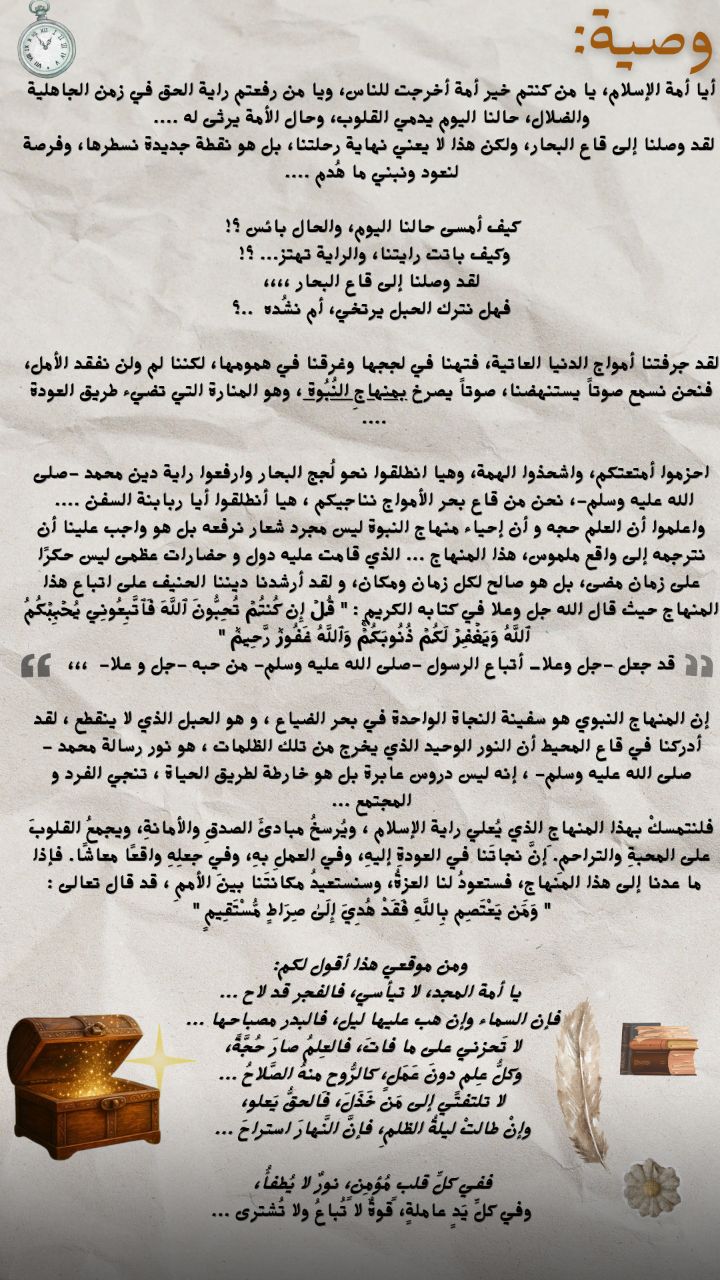 وصية:
أيا أمة الإسلام، يا من كنتم خير أمة أخرجت للناس، ويا من رفعتم راية الحق في زمن الجاهلية
والضلال، حالنا اليوم يدمي القلوب، وحال الأمة يرثى له ....
لقد وصلنا إلى قاع البحار، ولكن هذا لا يعني نهاية رحلتنا، بل هو نقطة جديدة نسطرها، وفرصة
لنعود ونبني ما هُدم ....
كيف أمسى حالنا اليوم، والحال بائس ؟!
وكيف باتت رايتنا، والراية تهتز... ؟!
لقد وصلنا إلى قاع البحار ،،،،
فهل نترك الحبل يرتخي، أم نشُده ..؟
لقد جرفتنا أمواج الدنيا العاتية، فتهنا في لججها وغرقنا في همومها، لكننا لم ولن نفقد الأمل،
فنحن نسمع صوتاً يستنهضنا، صوتاً يصرخ بمنهاجِ النُبُوة ، وهو المنارة التي تضيء طريق العودة
....
احزموا أمتعتكم، واشحذوا الهمة، وهيا انطلقوا نحو لُجج البحار وارفعوا راية دين محمد -صلى
الله عليه وسلم-، نحن من قاع بحر الأمواج نناجيكم ، هيا أنطلقوا أيا ربابنة السفن ....
واعلموا أن العلم حجه و أن إحياء منهاج النبوة ليس مجرد شعار نرفعه بل هو واجب علينا أن
نترجمه إلى واقع ملموس، هذا المنهاج ... الذي قامت عليه دول و حضارات عظمى ليس حكرًا
على زمان مضى، بل هو صالح لكل زمان ومكان، و لقد أرشدنا ديننا الحنيف على اتباع هذا
المنهاج حيث قال الله جل وعلا في كتابه الكريم : " قُلۡ إِن كُنتُمۡ تُحِبُّونَ ٱللَّهَ فَٱتَّبِعُونِي يُحۡبِبۡكُمُ
ٱللَّهُ وَيَغۡفِرۡ لَكُمۡ ذُنُوبَكُمۡۚ وَٱللَّهُ غَفُورٞ رَّحِيمٞ "
قد جعل -جل وعلا- أتباع الرسول -صلى الله عليه وسلم- من حبه -جل و علا- ،،،
إن المنهاج النبوي هو سفينة النجاة الواحدة في بحر الضياع ، و هو الحبل الذي لا ينقطع ، لقد
أدركنا في قاع المحيط أن النور الوحيد الذي يخرج من تلك الظلمات ، هو نور رسالة محمد -
صلى الله عليه وسلم- ، إنه ليس دروس عابرة بل هو خارطة لطريق الحياة ، تنجي الفرد و
المجتمع ...
فلنتمسكْ بهذا المنهاج الذي يُعلي راية الإسلام ، ويُرسخُ مبادئَ الصدقِ والأمانةِ، ويجمعُ القلوبَ
على المحبةِ والتراحمِ. إنَّ نجاتَنا في العودةِ إليهِ، وفي العملِ بهِ، وفي جعلِهِ واقعًا معاشًا. فإذا
ما عدنا إلى هذا المنهاجِ، فستعودُ لنا العزةُ، وسنستعيدُ مكانتَنا بينَ الأممِ ، قد قال تعالى :
" وَمَن يَعْتَصِم بِاللَّهِ فَقَدْ هُدِيَ إِلَىٰ صِرَاطٍ مُّسْتَقِيمٍ "
ومن موقعي هذا أقول لكم:
يا أمة المجد، لا تيأسي، فالفجر قد لاح ...
فإن السماء وإن هب عليها ليل، فالبدر مصباحها ...
لا تَحزني على ما فاتَ، فالعِلمُ صارَ حُجَّةً،
وكلُّ عِلمٍ دونَ عَمَلٍ، كالرُّوحِ منهُ الصَّلاحُ ...
لا تلتفتَّي إلى مَن خَذَلَ، فَالحقُّ يَعلو،
وإنْ طالتْ ليلةُ الظّلمِ، فإنَّ النَّهارَ استراحَ ...
ففي كلِّ قلبٍ مُؤمِنٍ، نورٌ لا يُطفأُ،
وفي كلِّ يَدٍ عاملةٍ، قوةٌ لا تُباعُ ولا تُشترى ...